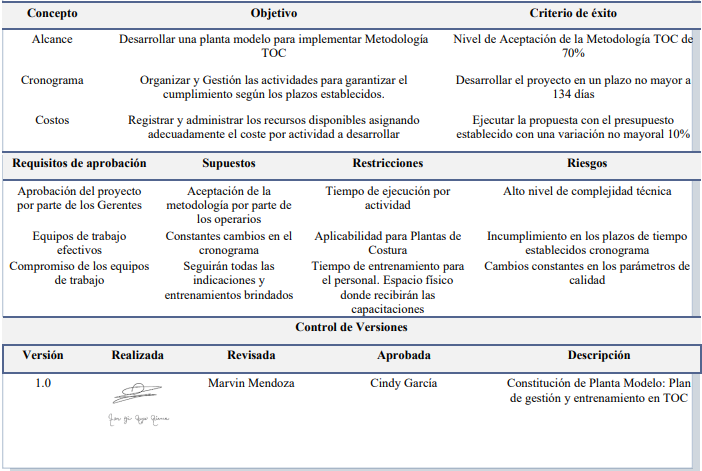 Concepto Objetivo Criterio de éxito
Alcance Desarrollar una planta modelo para implementar Metodología Nivel de Aceptación de la Metodología TOC de
TOC 70%
Cronograma Organizar y Gestión las actividades para garantizar el Desarrollar el proyecto en un plazo no mayor a
cumplimiento según los plazos establecidos. 134 días
Costos Registrar y administrar los recursos disponibles asignando Ejecutar la propuesta con el presupuesto
adecuadamente el coste por actividad a desarrollar establecido con una variación no mayoral 10%
Requisitos de aprobación Supuestos Restricciones Riesgos
Aprobación del proyecto Aceptación de la Tiempo de ejecución por Alto nivel de complejidad técnica
por parte de los Gerentes metodología por parte de actividad
los operarios
Equipos de trabajo Constantes cambios en el Aplicabilidad para Plantas de Incumplimiento en los plazos de tiempo
efectivos cronograma Costura establecidos cronograma
Compromiso de los equipos Seguirán todas las Tiempo de entrenamiento para Cambios constantes en los parámetros de
de trabajo indicaciones y el personal. Espacio físico calidad
entrenamientos brindados donde recibirán las
capacitaciones
Control de Versiones
Versión Realizada Revisada Aprobada Descripción
1.0 Marvin Mendoza Cindy García Constitución de Planta Modelo: Plan
de gestión y entrenamiento en TOC